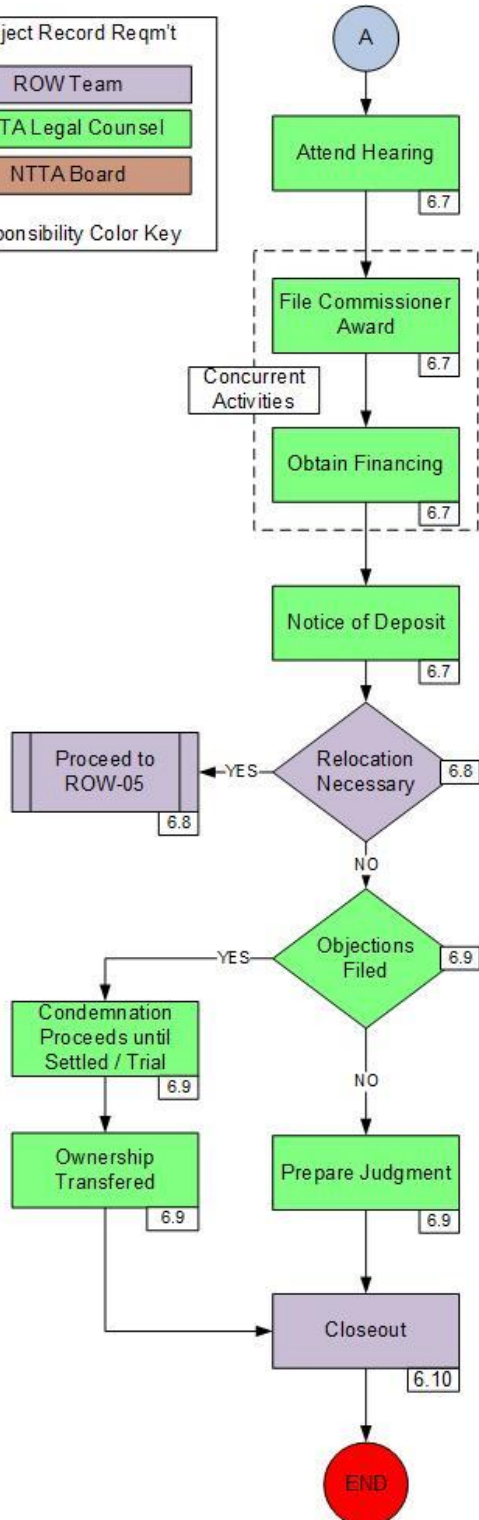 ject Record Reqm't
ROW Team
TA Legal Counsel
NTTA Board
onsibility Color Key
A
Attend Hearing
6.7
File Commissioner
Award
6.7
Concurrent
Activities
Obtain Financing
6.7
Notice of Deposit
6.7
Relocation
Necessary
6.8
YES
Proceed to
ROW-05
6.8
NO
Objections
Filed
6.9
YES
Condemnation
Proceeds until
Settled / Trial
6.9
NO
Ownership
Transfered
6.9
Prepare Judgment
6.9
Closeout
6.10
END